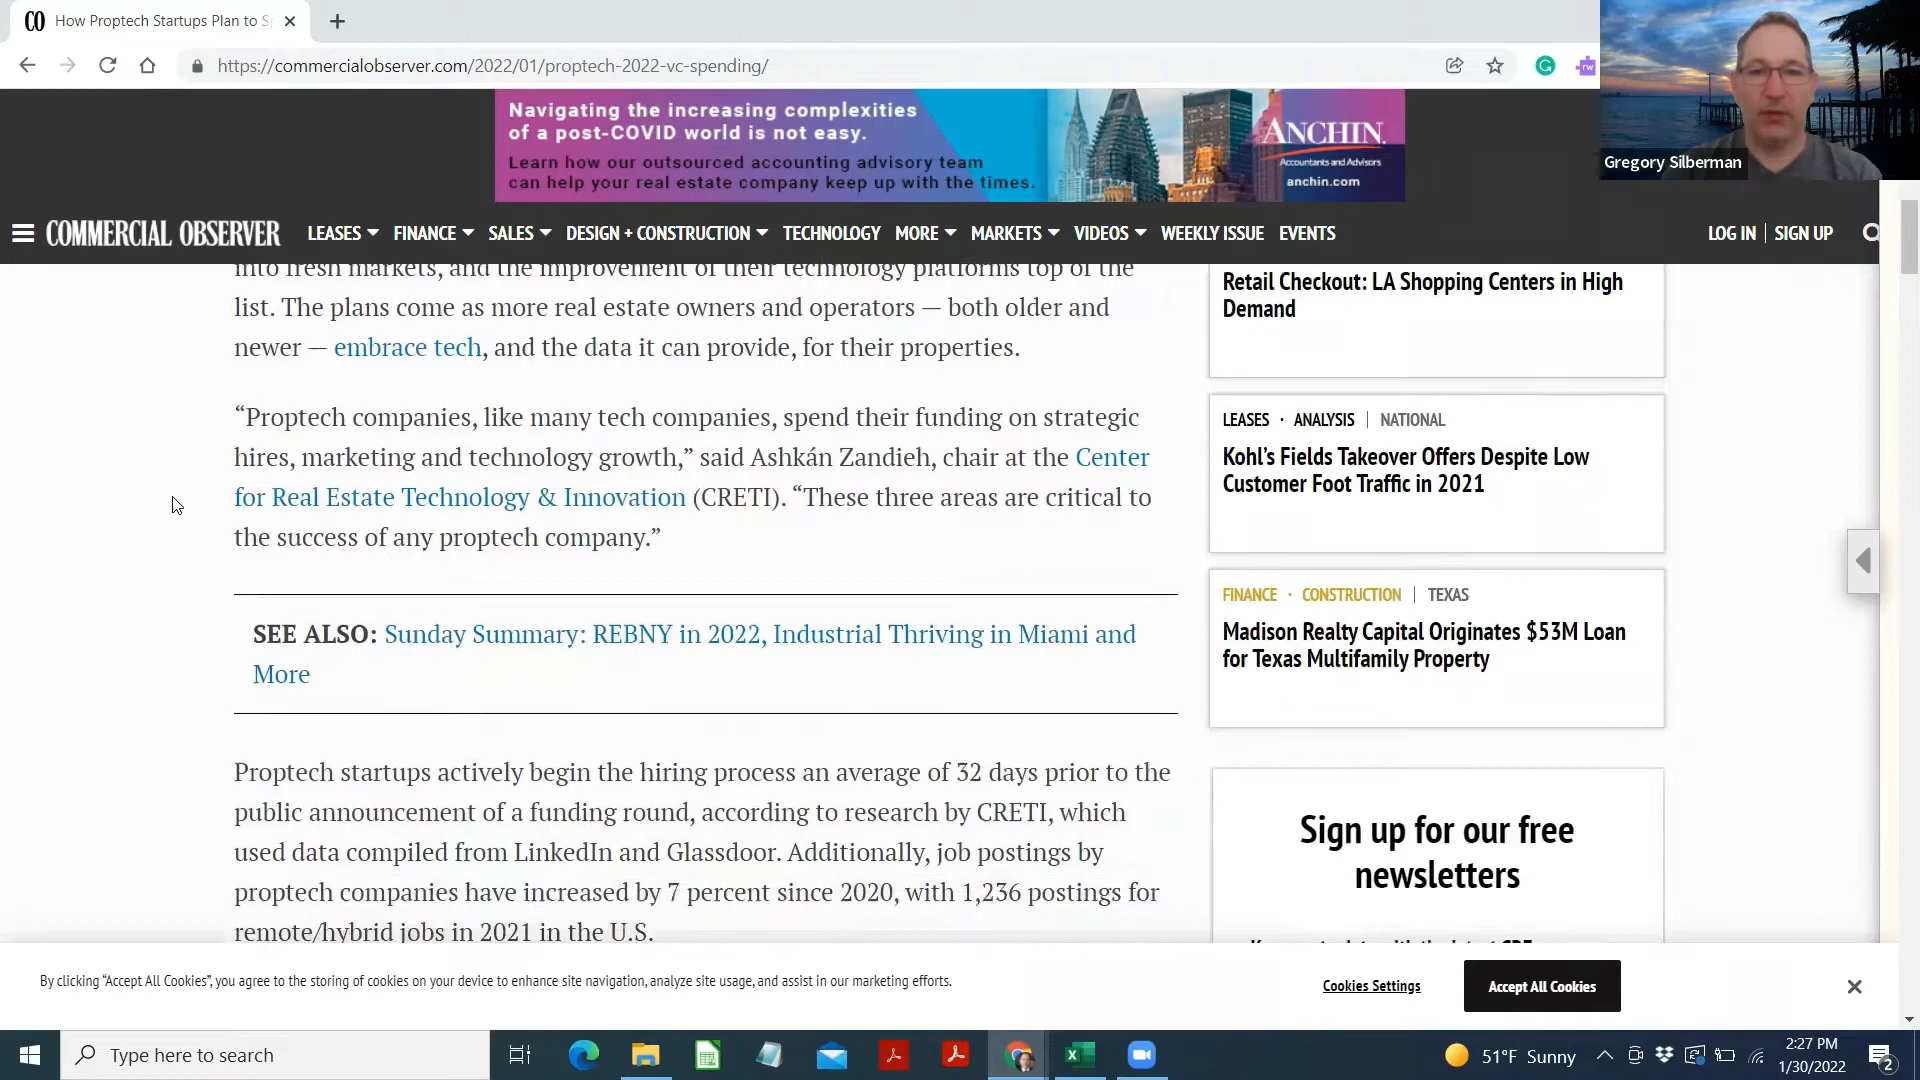 How Proptech Startups Plan to Sp
https://commercialobserver.com/2022/01/proptech-2022-vc-spending/
Navigating the increasing complexities
of a post-COVID world is not easy.
Learn how our outsourced accounting advisory team
can help your real estate company keep up with the times.
ANCHIN.
Accountants and Advisors
anchin.com
Gregory Silberman
COMMERCIAL OBSERVER
LEASES
FINANCE
SALES
DESIGN + CONSTRUCTION
TECHNOLOGY
MORE
MARKETS
VIDEOS
WEEKLY ISSUE
EVENTS
LOG IN
SIGN UP
into fresh markets, and the improvement of their technology platforms top of the
list. The plans come as more real estate owners and operators — both older and
newer — embrace tech, and the data it can provide, for their properties.
“Proptech companies, like many tech companies, spend their funding on strategic
hires, marketing and technology growth,” said Ashkán Zandieh, chair at the Center
for Real Estate Technology & Innovation (CRETI). “These three areas are critical to
the success of any proptech company.”
SEE ALSO: Sunday Summary: REBNY in 2022, Industrial Thriving in Miami and
More
Proptech startups actively begin the hiring process an average of 32 days prior to the
public announcement of a funding round, according to research by CRETI, which
used data compiled from LinkedIn and Glassdoor. Additionally, job postings by
proptech companies have increased by 7 percent since 2020, with 1,236 postings for
remote/hybrid jobs in 2021 in the U.S.
Retail Checkout: LA Shopping Centers in High
Demand
LEASES · ANALYSIS | NATIONAL
Kohl’s Fields Takeover Offers Despite Low
Customer Foot Traffic in 2021
FINANCE · CONSTRUCTION | TEXAS
Madison Realty Capital Originates $53M Loan
for Texas Multifamily Property
Sign up for our free
newsletters
By clicking “Accept All Cookies”, you agree to the storing of cookies on your device to enhance site navigation, analyze site usage, and assist in our marketing efforts.
Cookies Settings
Accept All Cookies
Type here to search
51°F Sunny
2:27 PM
1/30/2022
2